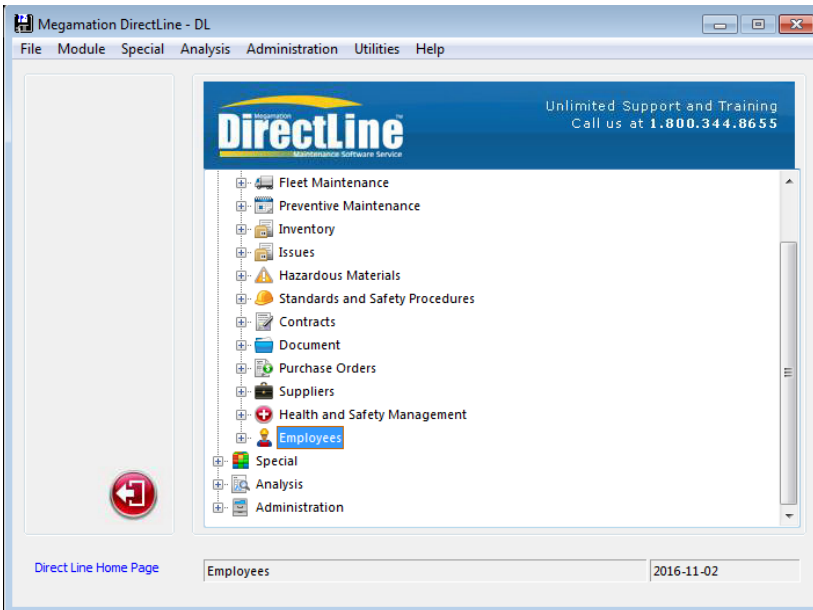 Megamation DirectLine - DL
File Module Special Analysis Administration Utilities Help
Megamation
DirectLine
TM
Maintenance Software Service
Unlimited Support and Training
Call us at 1.800.344.8655
Fleet Maintenance
Preventive Maintenance
Inventory
Issues
Hazardous Materials
Standards and Safety Procedures
Contracts
Document
Purchase Orders
Suppliers
Health and Safety Management
Employees
Special
Analysis
Administration
Direct Line Home Page
Employees
2016-11-02